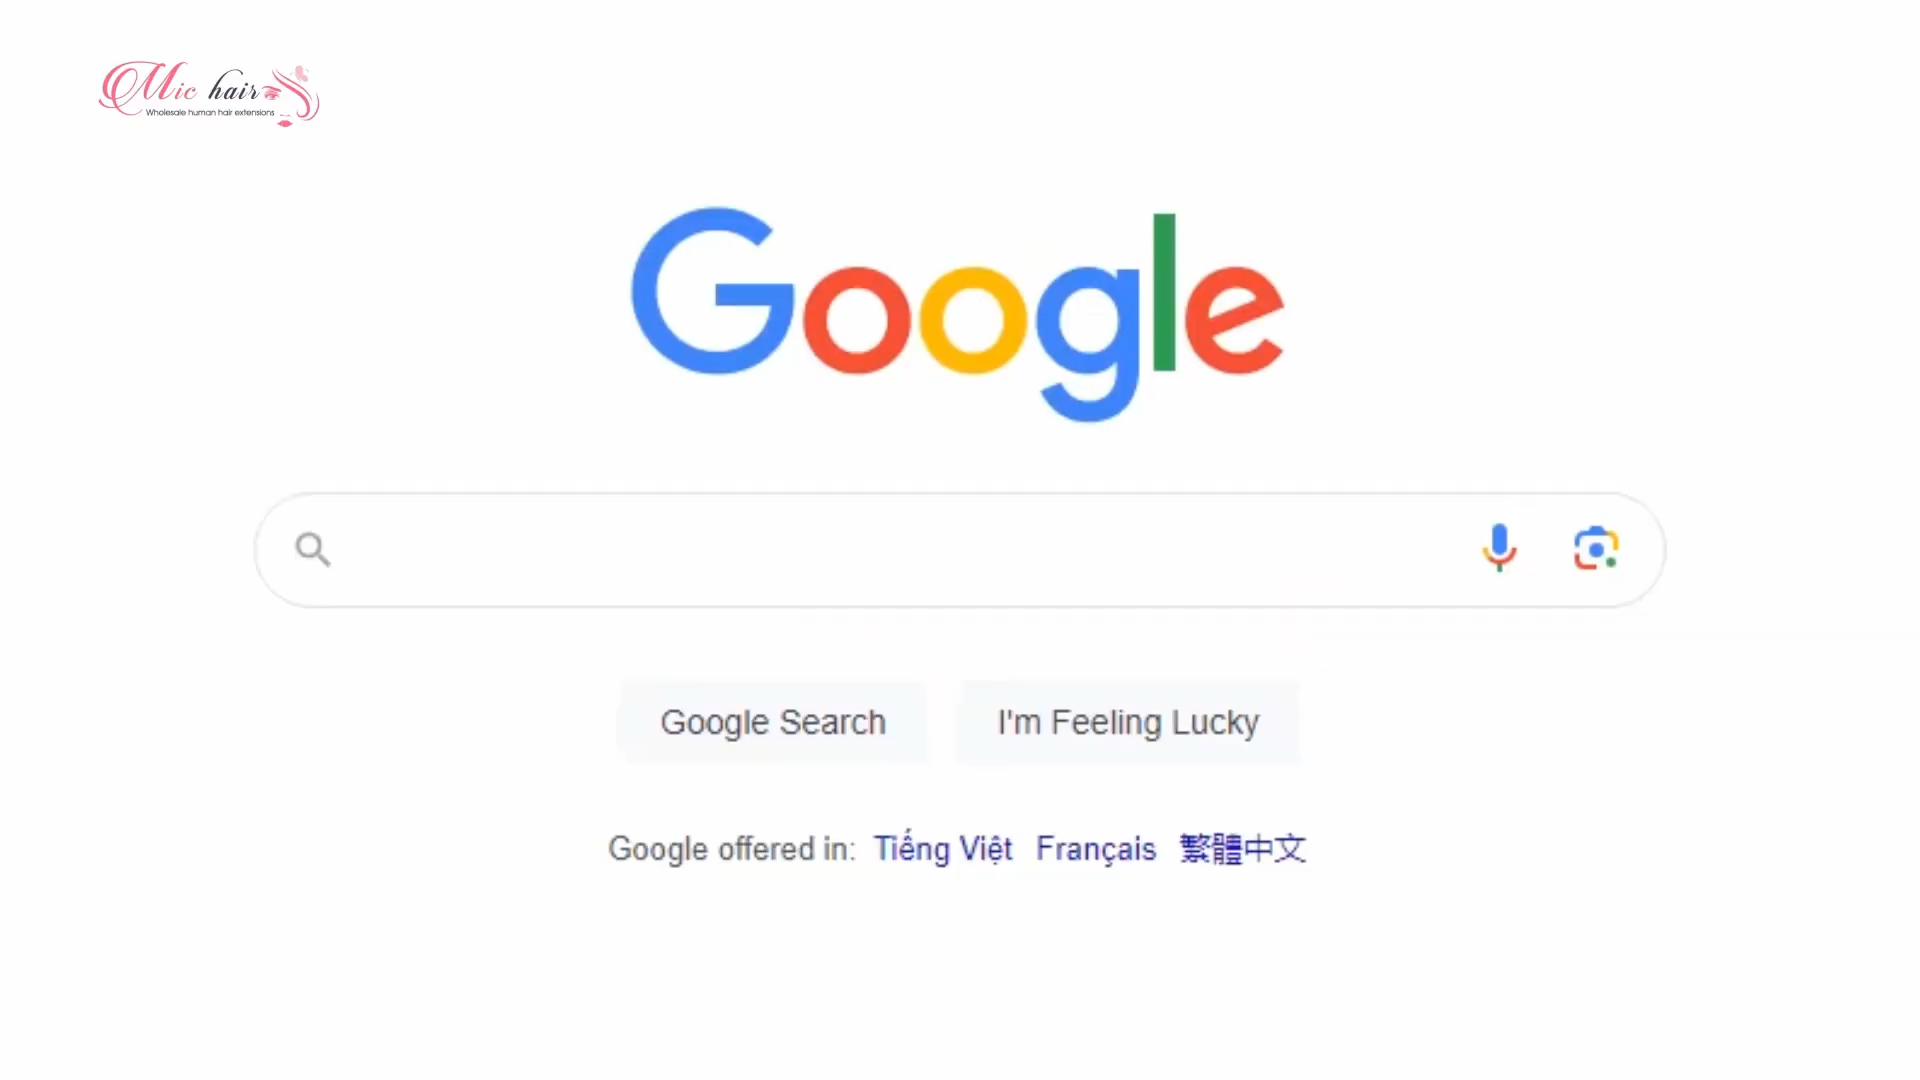 Mic hair
Wholesale human hair extensions
Google
Google Search
I'm Feeling Lucky
Google offered in: Tiếng Việt Français 繁體中文